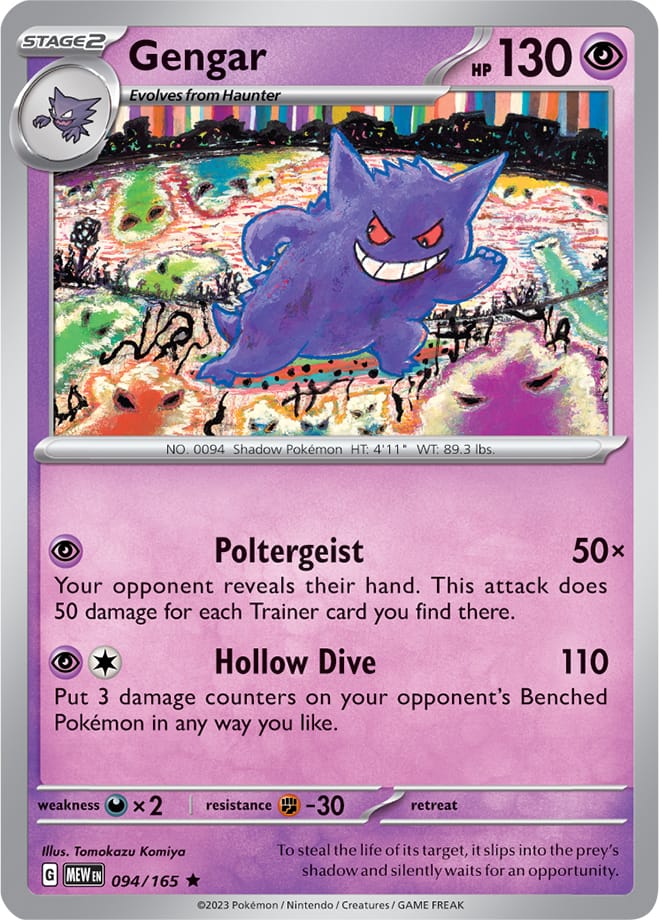 STAGE2
Gengar
HP 130
Evolves from Haunter
NO. 0094 Shadow Pokémon HT: 4'11" WT: 89.3 lbs.
Poltergeist 50×
Your opponent reveals their hand. This attack does
50 damage for each Trainer card you find there.
Hollow Dive 110
Put 3 damage counters on your opponent's Benched
Pokémon in any way you like.
weakness ×2 resistance -30 retreat
Illus. Tomokazu Komiya
G MEW EN 094/165 ★
To steal the life of its target, it slips into the prey's
shadow and silently waits for an opportunity.
©2023 Pokémon / Nintendo / Creatures / GAME FREAK